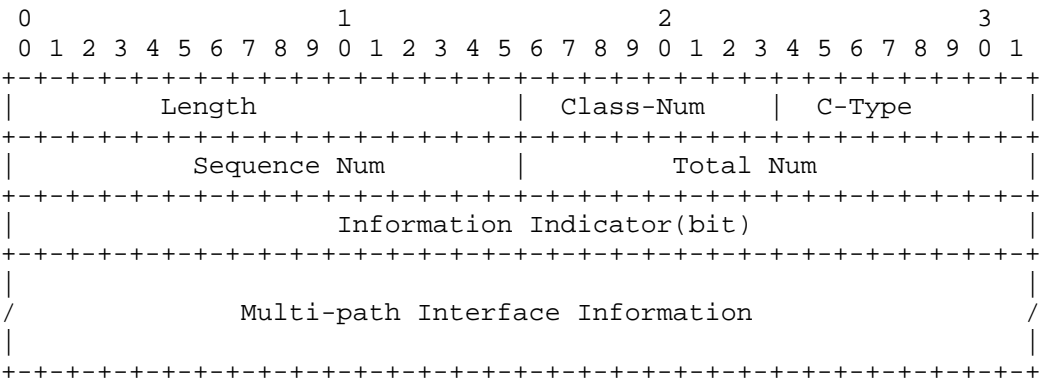 0                   1                   2                   3
 0 1 2 3 4 5 6 7 8 9 0 1 2 3 4 5 6 7 8 9 0 1 2 3 4 5 6 7 8 9 0 1
+-+-+-+-+-+-+-+-+-+-+-+-+-+-+-+-+-+-+-+-+-+-+-+-+-+-+-+-+-+-+-+-+
|         Length                |  Class-Num    |  C-Type       |
+-+-+-+-+-+-+-+-+-+-+-+-+-+-+-+-+-+-+-+-+-+-+-+-+-+-+-+-+-+-+-+-+
|           Sequence Num        |         Total Num             |
+-+-+-+-+-+-+-+-+-+-+-+-+-+-+-+-+-+-+-+-+-+-+-+-+-+-+-+-+-+-+-+-+
|                    Information Indicator(bit)                 |
+-+-+-+-+-+-+-+-+-+-+-+-+-+-+-+-+-+-+-+-+-+-+-+-+-+-+-+-+-+-+-+-+
|                                                               |
/              Multi-path Interface Information                 /
|                                                               |
+-+-+-+-+-+-+-+-+-+-+-+-+-+-+-+-+-+-+-+-+-+-+-+-+-+-+-+-+-+-+-+-+